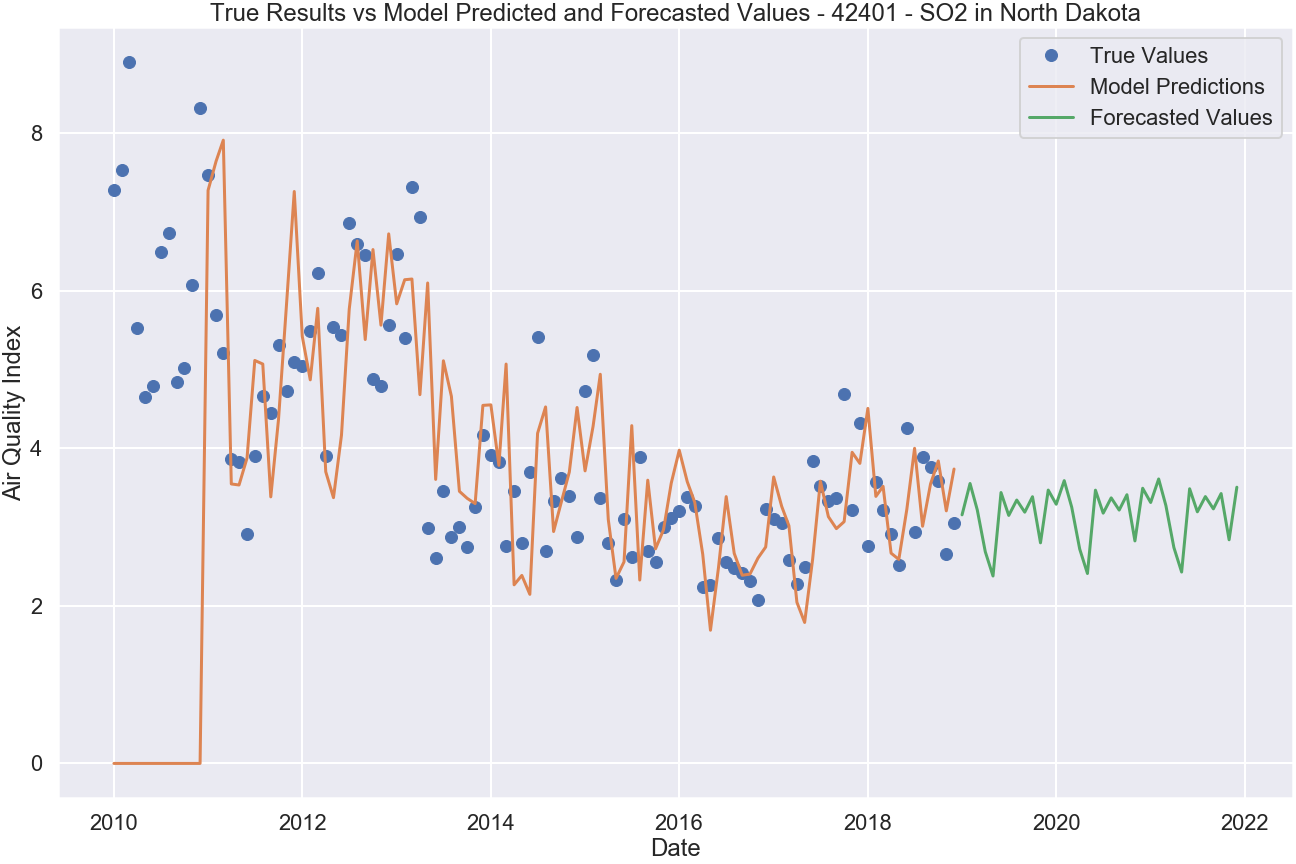 True Results vs Model Predicted and Forecasted Values - 42401 - SO2 in North Dakota
True Values
Model Predictions
Forecasted Values
Air Quality Index
8
6
4
2
0
2010 2012 2014 2016 2018 2020 2022
Date